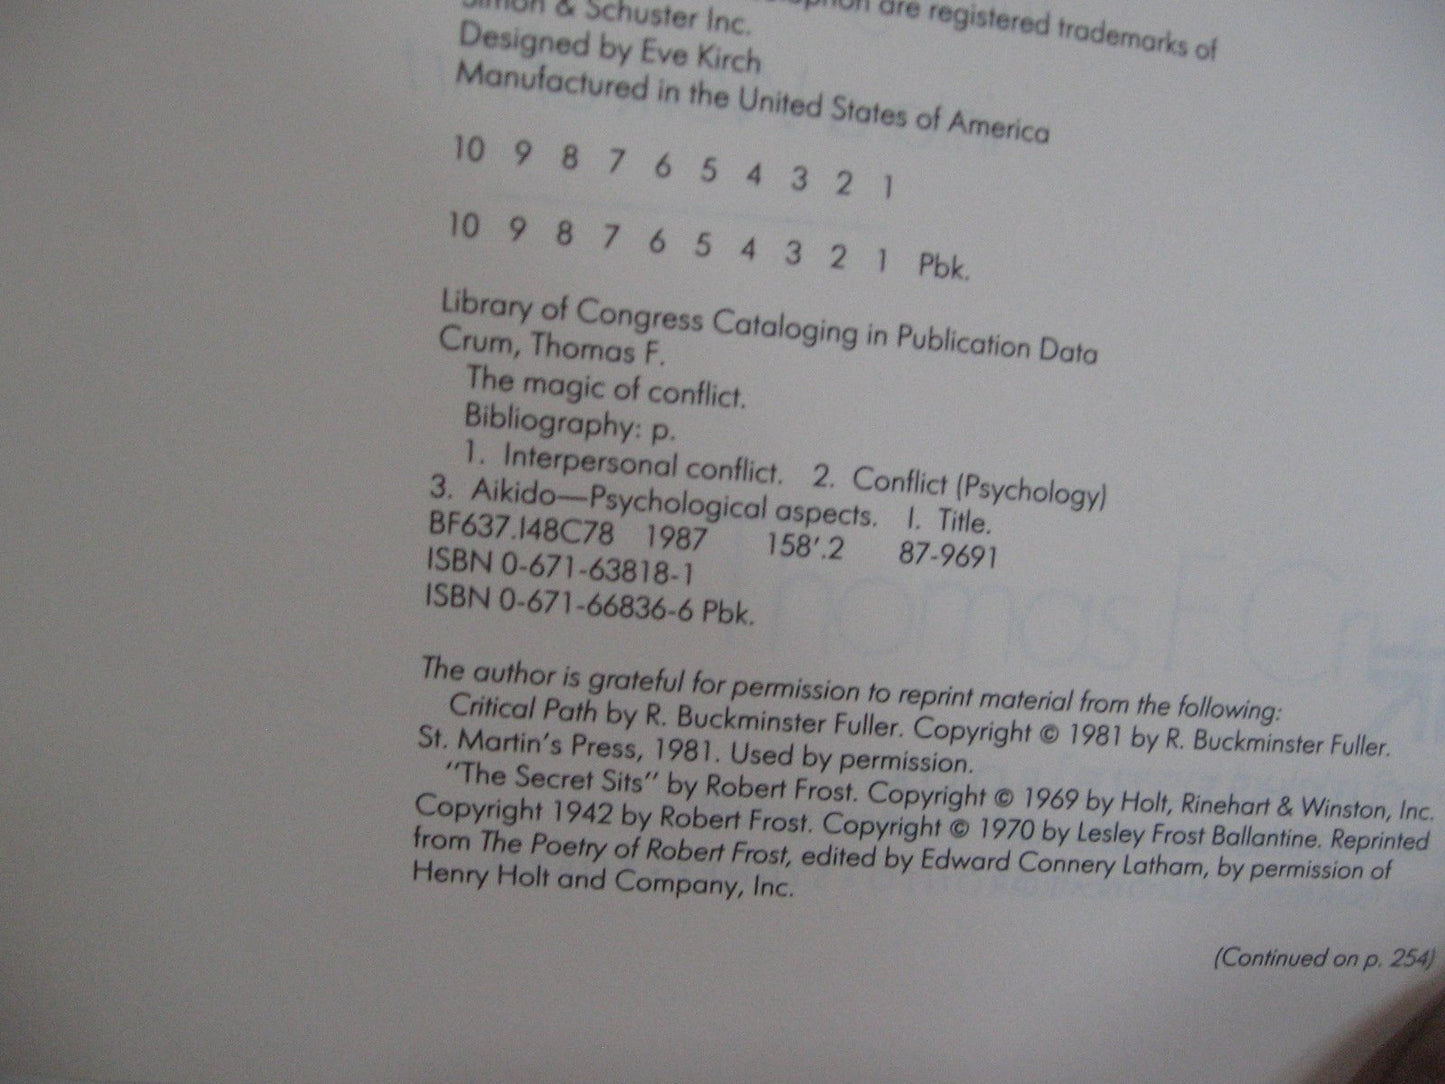 are registered trademarks of
Simon & Schuster Inc.
Designed by Eve Kirch
Manufactured in the United States of America
10 9 8 7 6 5 4 3 2 1
10 9 8 7 6 5 4 3 2 1 Pbk.
Library of Congress Cataloging in Publication Data
Crum, Thomas F.
The magic of conflict.
Bibliography: p.
1. Interpersonal conflict. 2. Conflict (Psychology)
3. Aikido—Psychological aspects. I. Title.
BF637.I48C78 1987 158'.2 87-9691
ISBN 0-671-63818-1
ISBN 0-671-66836-6 Pbk.
The author is grateful for permission to reprint material from the following:
Critical Path by R. Buckminster Fuller. Copyright © 1981 by R. Buckminster Fuller.
St. Martin's Press, 1981. Used by permission.
"The Secret Sits" by Robert Frost. Copyright © 1969 by Holt, Rinehart & Winston, Inc.
Copyright 1942 by Robert Frost. Copyright © 1970 by Lesley Frost Ballantine. Reprinted
from The Poetry of Robert Frost, edited by Edward Connery Latham, by permission of
Henry Holt and Company, Inc.
(Continued on p. 254)